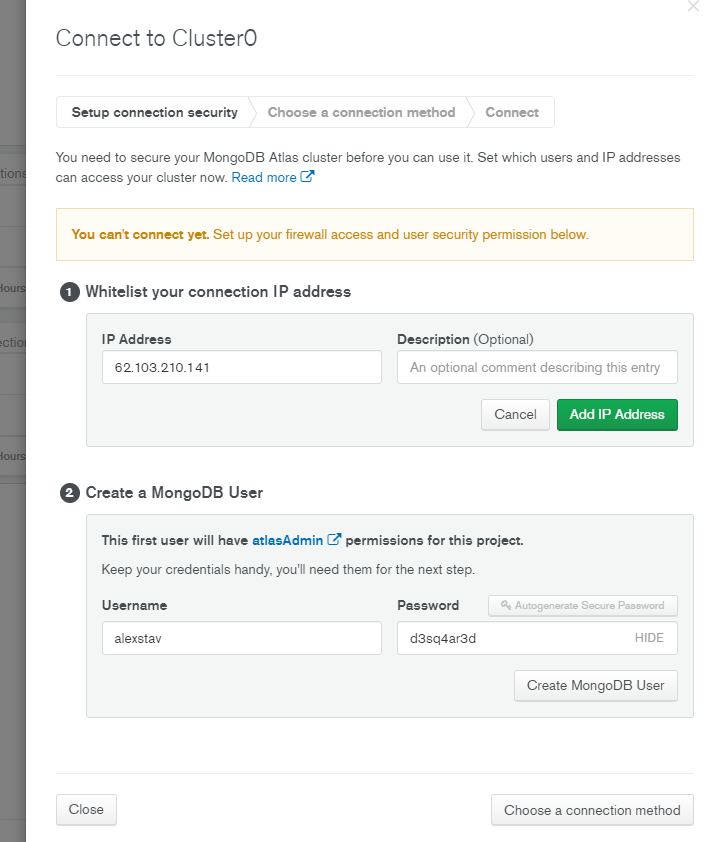 Connect to Cluster0
Setup connection security
Choose a connection method
Connect
You need to secure your MongoDB Atlas cluster before you can use it. Set which users and IP addresses
can access your cluster now. Read more
You can't connect yet. Set up your firewall access and user security permission below.
1 Whitelist your connection IP address
IP Address
Description (Optional)
62.103.210.141
An optional comment describing this entry
Cancel
Add IP Address
2 Create a MongoDB User
This first user will have atlasAdmin permissions for this project.
Keep your credentials handy, you'll need them for the next step.
Username
Password
Autogenerate Secure Password
alexstav
d3sq4ar3d
HIDE
Create MongoDB User
Close
Choose a connection method